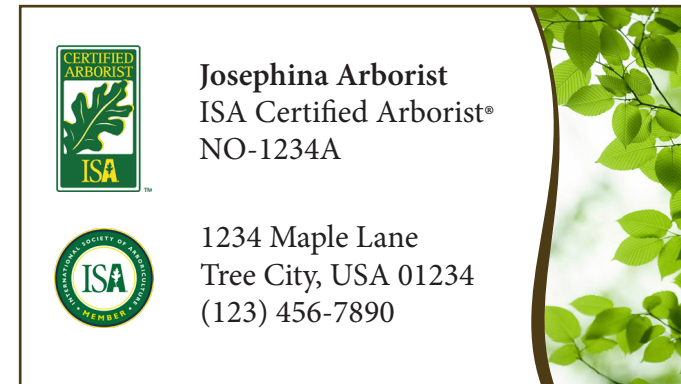 CERTIFIED
ARBORIST
ISA
™
Josephina Arborist
ISA Certified Arborist®
NO-1234A
INTERNATIONAL SOCIETY OF ARBORICULTURE
ISA
• MEMBER •
1234 Maple Lane
Tree City, USA 01234
(123) 456-7890